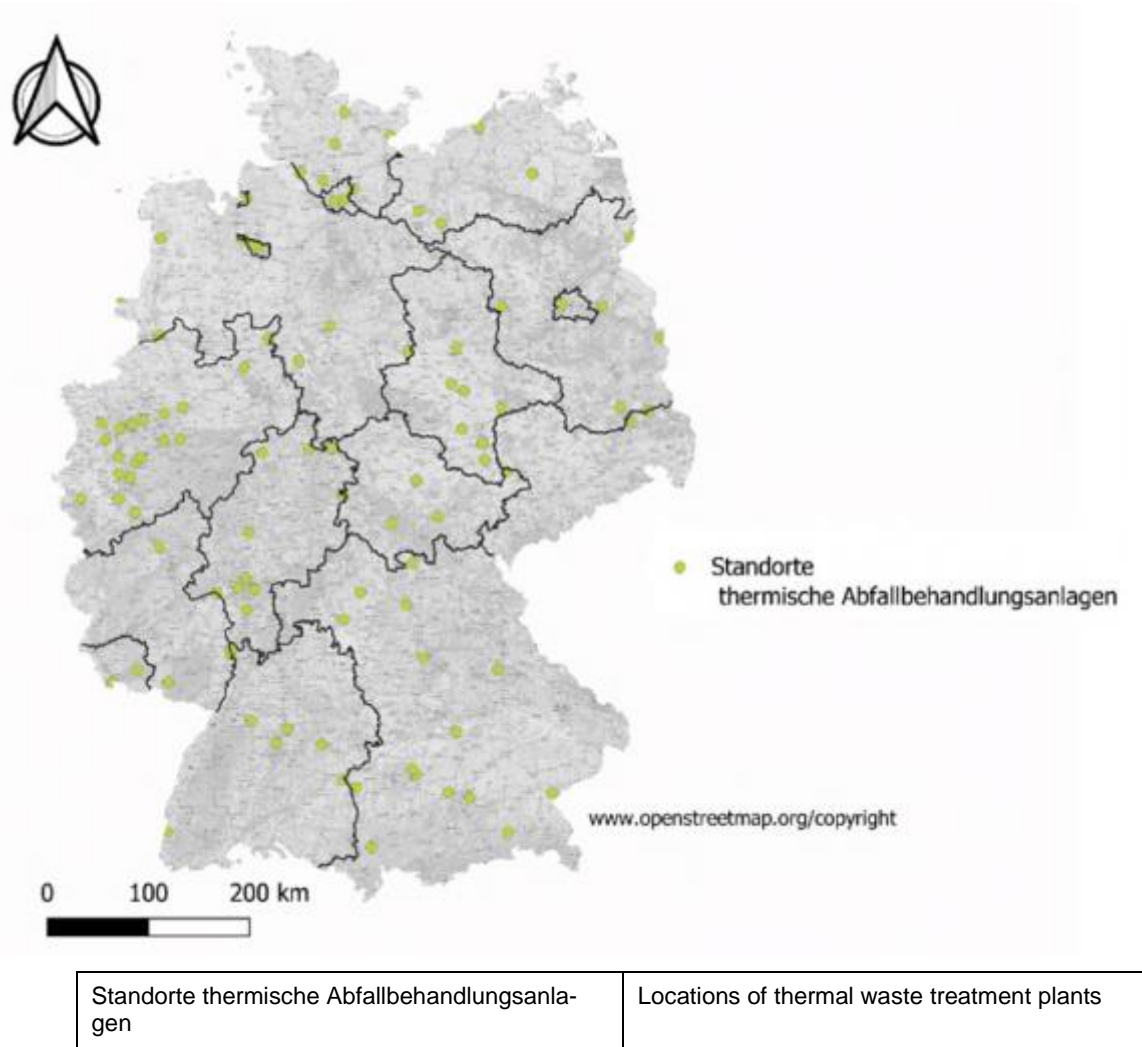 Standorte
thermische Abfallbehandlungsanlagen
www.openstreetmap.org/copyright
0 100 200 km
Standorte thermische Abfallbehandlungsanla-
gen
Locations of thermal waste treatment plants